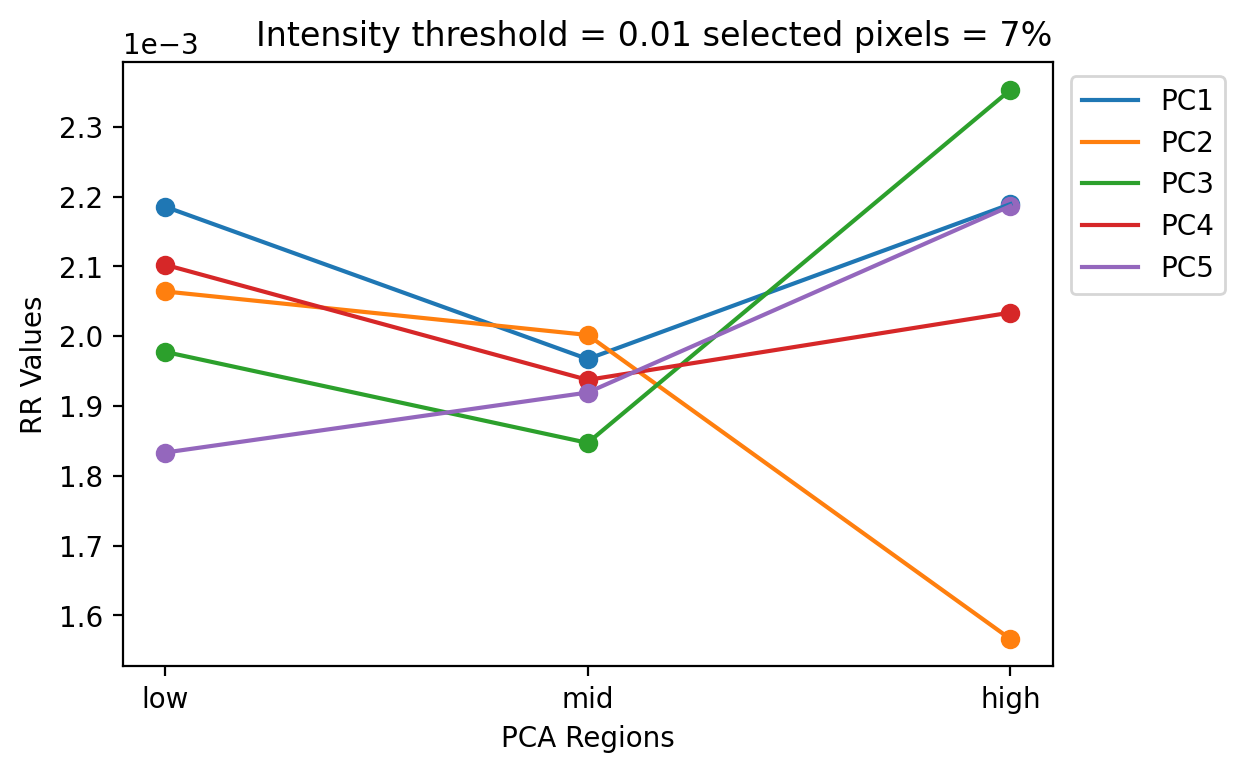 1e−3
Intensity threshold = 0.01 selected pixels = 7%
2.3
2.2
2.1
2.0
1.9
1.8
1.7
1.6
RR Values
low
mid
high
PCA Regions
PC1
PC2
PC3
PC4
PC5